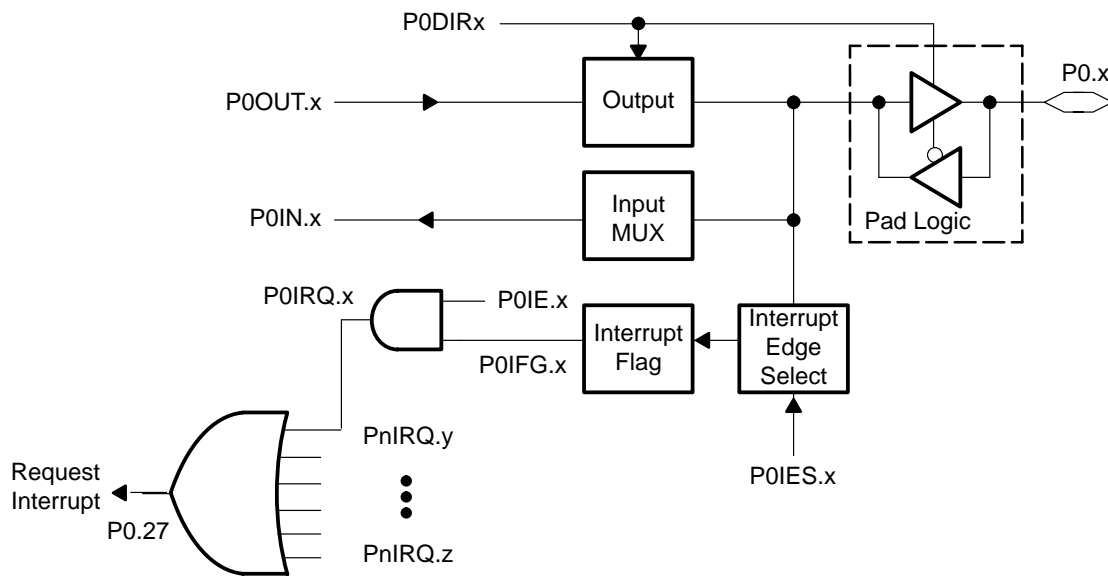 P0DIRx
P0.x
P0OUT.x
Output
P0IN.x
Input
MUX
Pad Logic
P0IRQ.x
P0IE.x
P0IFG.x
Interrupt
Flag
Interrupt
Edge
Select
P0IES.x
PnIRQ.y
Request
Interrupt
P0.27
PnIRQ.z